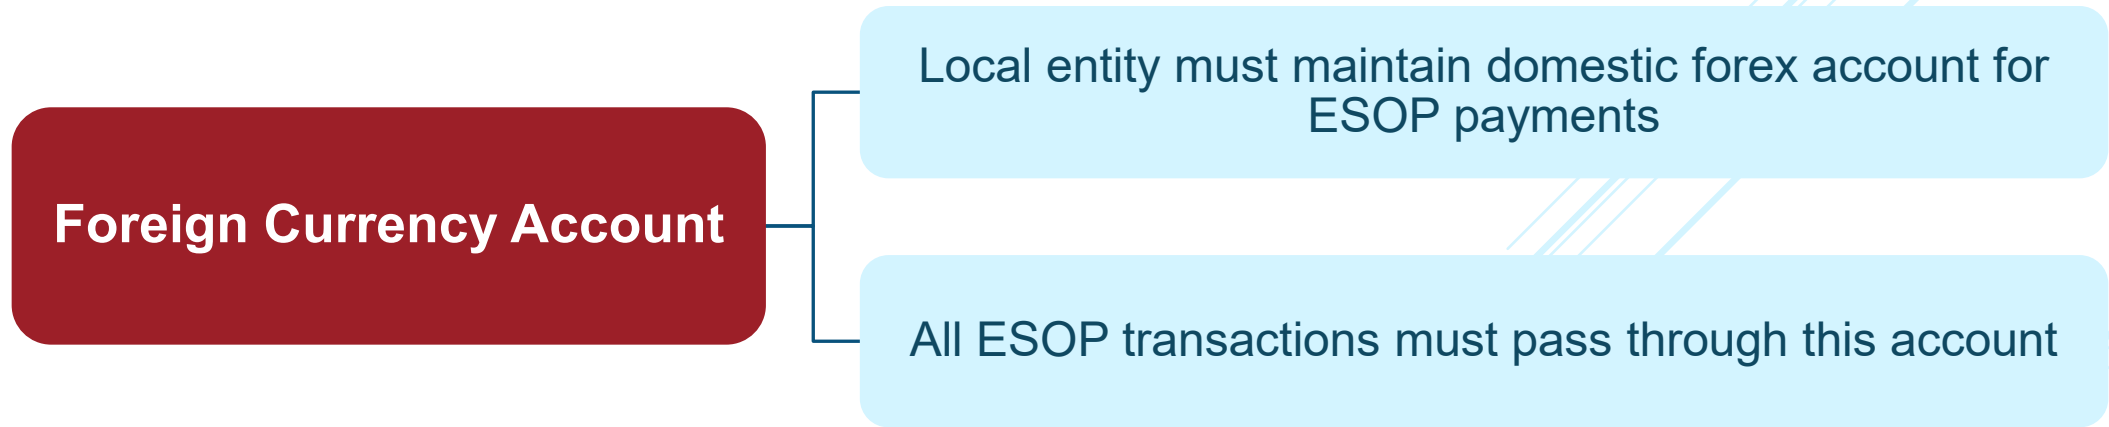 Foreign Currency Account
Local entity must maintain domestic forex account for
ESOP payments
All ESOP transactions must pass through this account